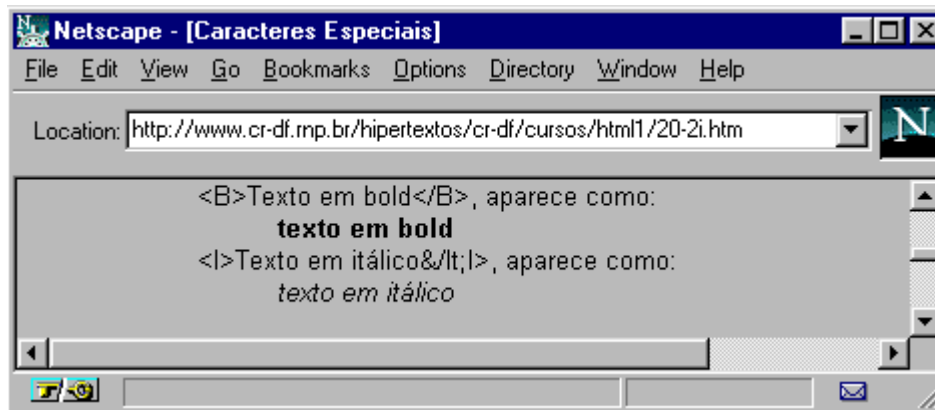 Netscape - [Caracteres Especiais]
File Edit View Go Bookmarks Options Directory Window Help
Location: http://www.cr-df.rnp.br/hipertextos/cr-df/cursos/html1/20-2i.htm
N
<B>Texto em bold</B>, aparece como:
texto em bold
<I>Texto em itálico&/lt;I>, aparece como:
texto em itálico